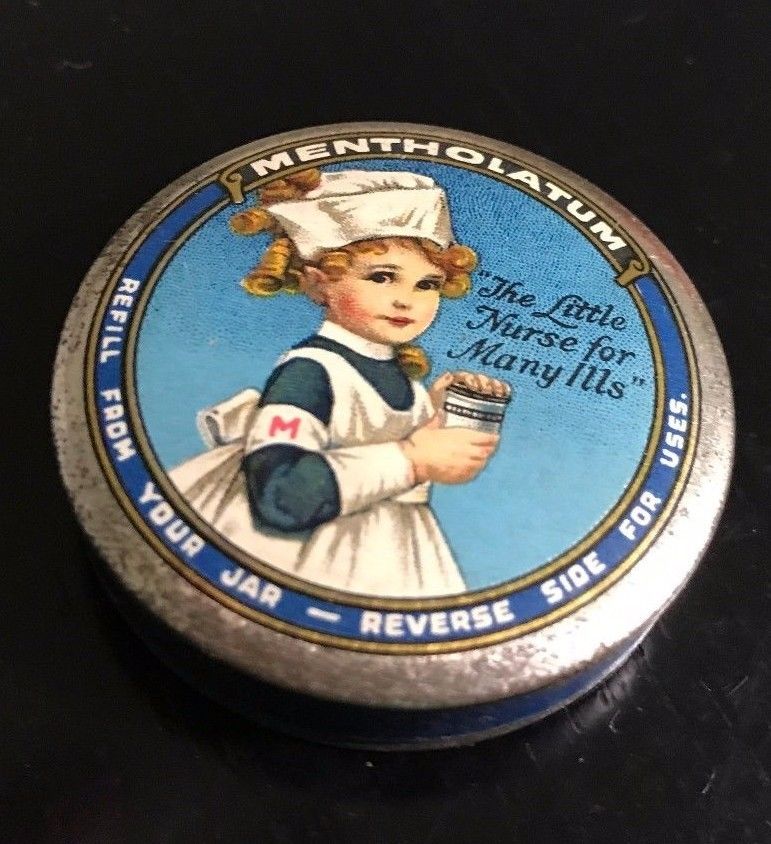 MENTHOLATUM
"The Little
Nurse for
Many Ills"
M
REFILL FROM YOUR JAR — REVERSE SIDE FOR USES.